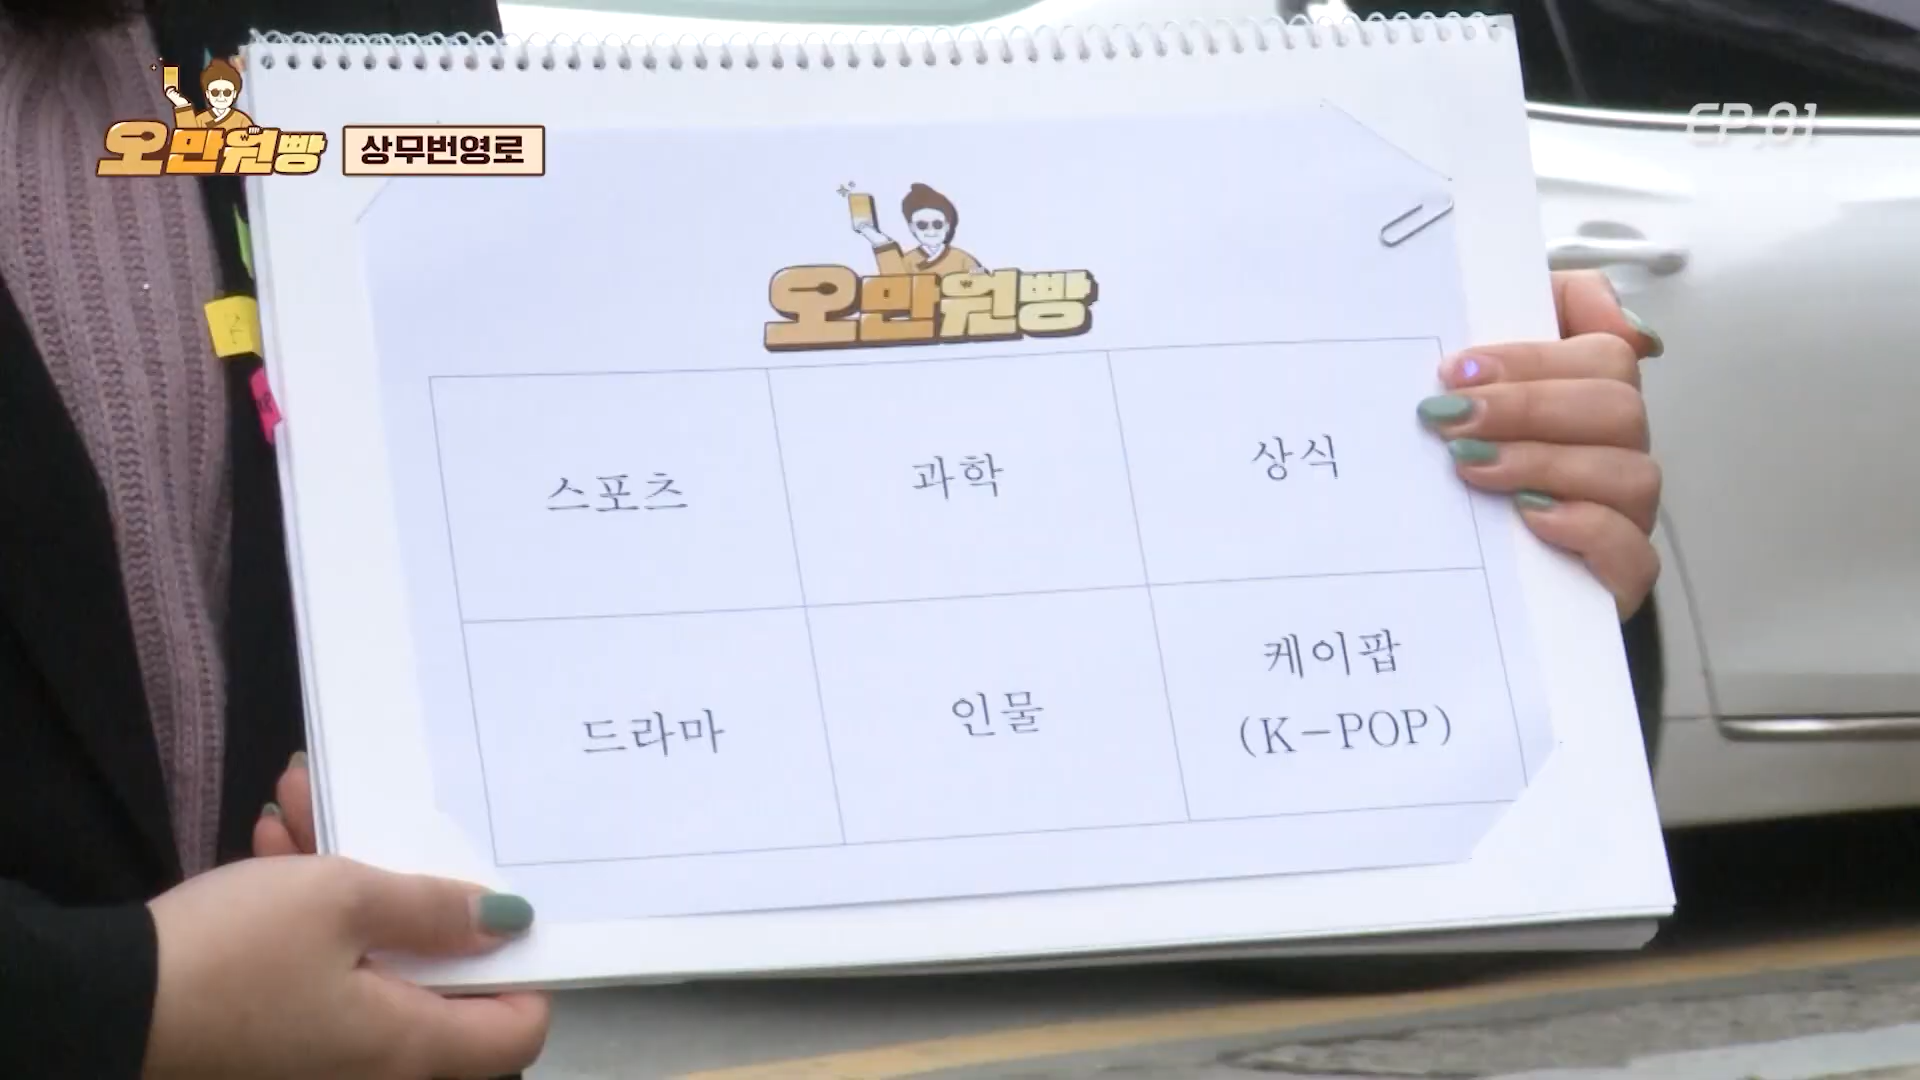 오만원빵 상무번영로
EP.01
오만원빵
스포츠 과학 상식
드라마 인물 케이팝
(K-POP)
2